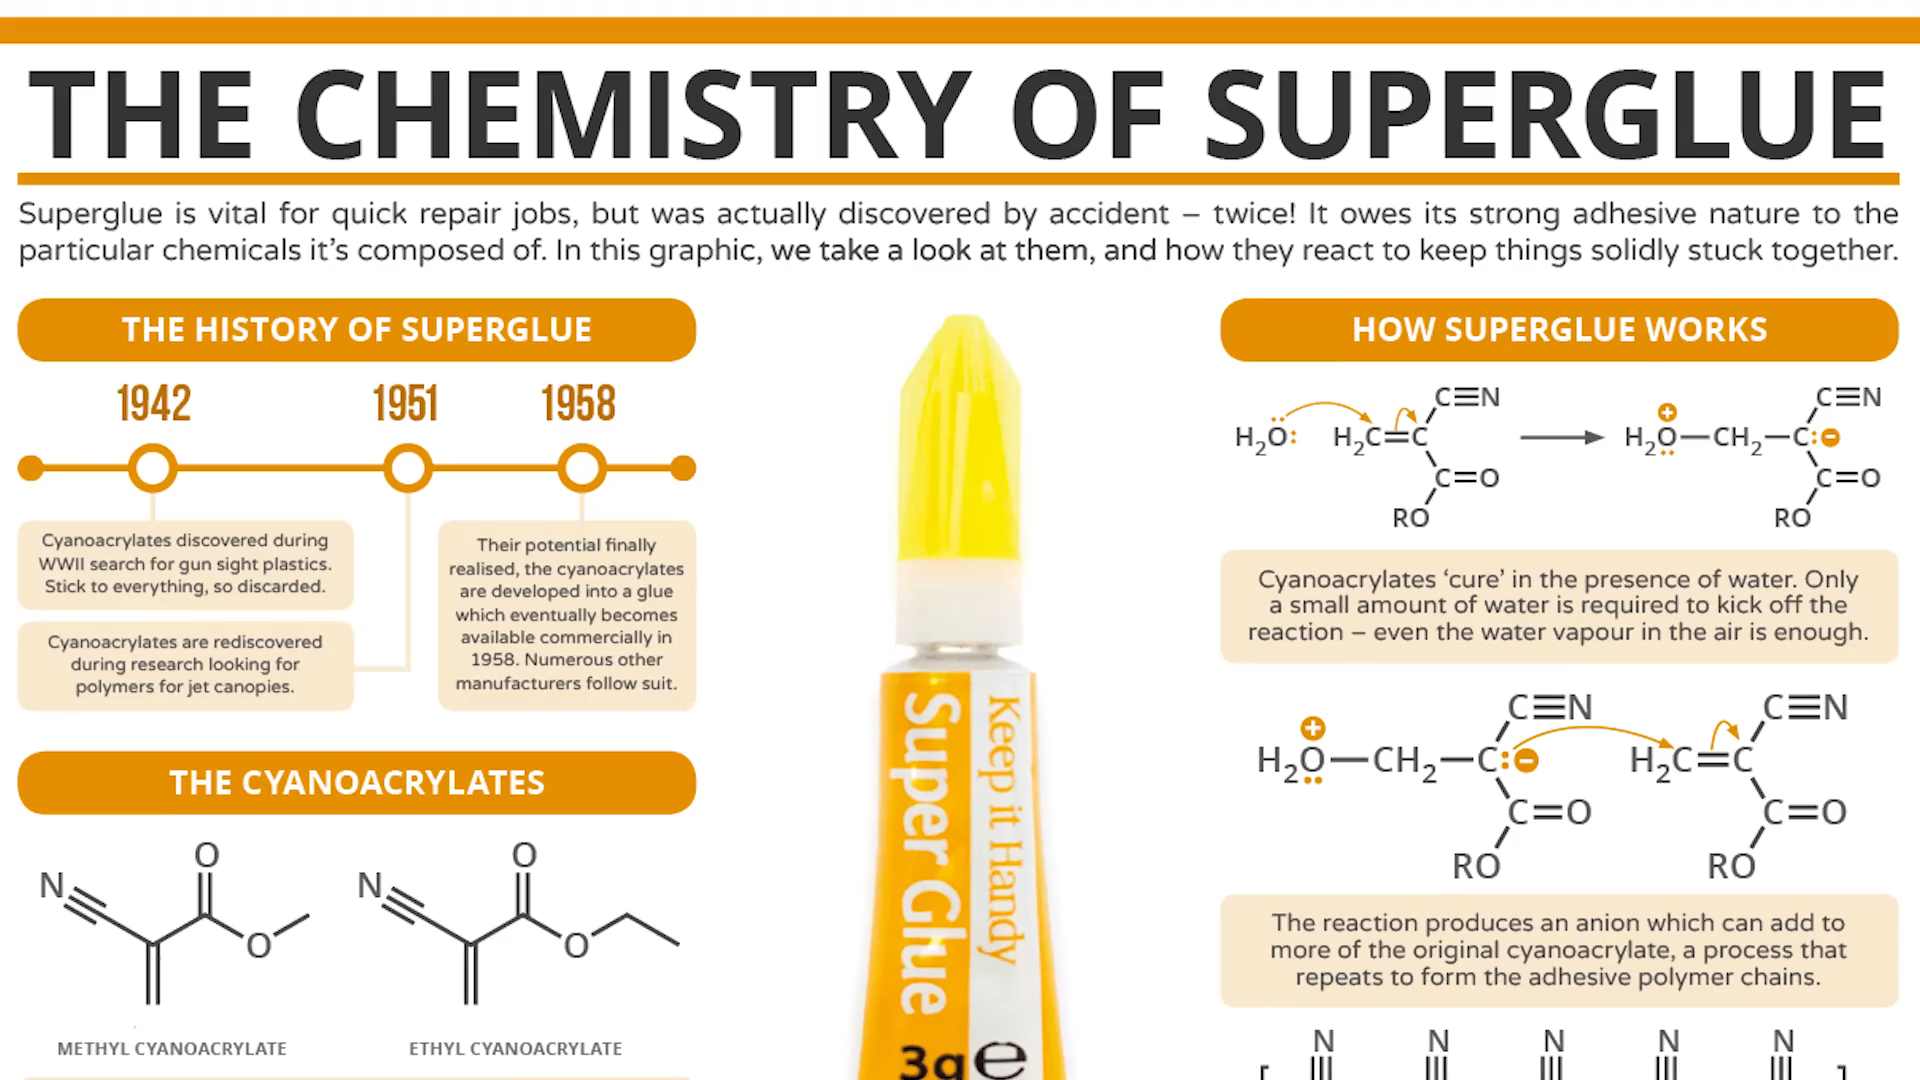 THE CHEMISTRY OF SUPERGLUE
Superglue is vital for quick repair jobs, but was actually discovered by accident – twice! It owes its strong adhesive nature to the
particular chemicals it’s composed of. In this graphic, we take a look at them, and how they react to keep things solidly stuck together.
THE HISTORY OF SUPERGLUE
1942
1951
1958
Cyanoacrylates discovered during
WWII search for gun sight plastics.
Stick to everything, so discarded.
Cyanoacrylates are rediscovered
during research looking for
polymers for jet canopies.
Their potential finally
realised, the cyanoacrylates
are developed into a glue
which eventually becomes
available commercially in
1958. Numerous other
manufacturers follow suit.
THE CYANOACRYLATES
O
N
O
O
N
O
METHYL CYANOACRYLATE
ETHYL CYANOACRYLATE
Keep it Handy
Super Glue
3g e
HOW SUPERGLUE WORKS
C≡N
H₂O: H₂C=C
C=O
RO
C≡N
H₂O—CH₂—C:
C=O
RO
Cyanoacrylates ‘cure’ in the presence of water. Only
a small amount of water is required to kick off the
reaction – even the water vapour in the air is enough.
C≡N
H₂O—CH₂—C:
C=O
RO
C≡N
H₂C=C
C=O
RO
The reaction produces an anion which can add to
more of the original cyanoacrylate, a process that
repeats to form the adhesive polymer chains.
N N N N N